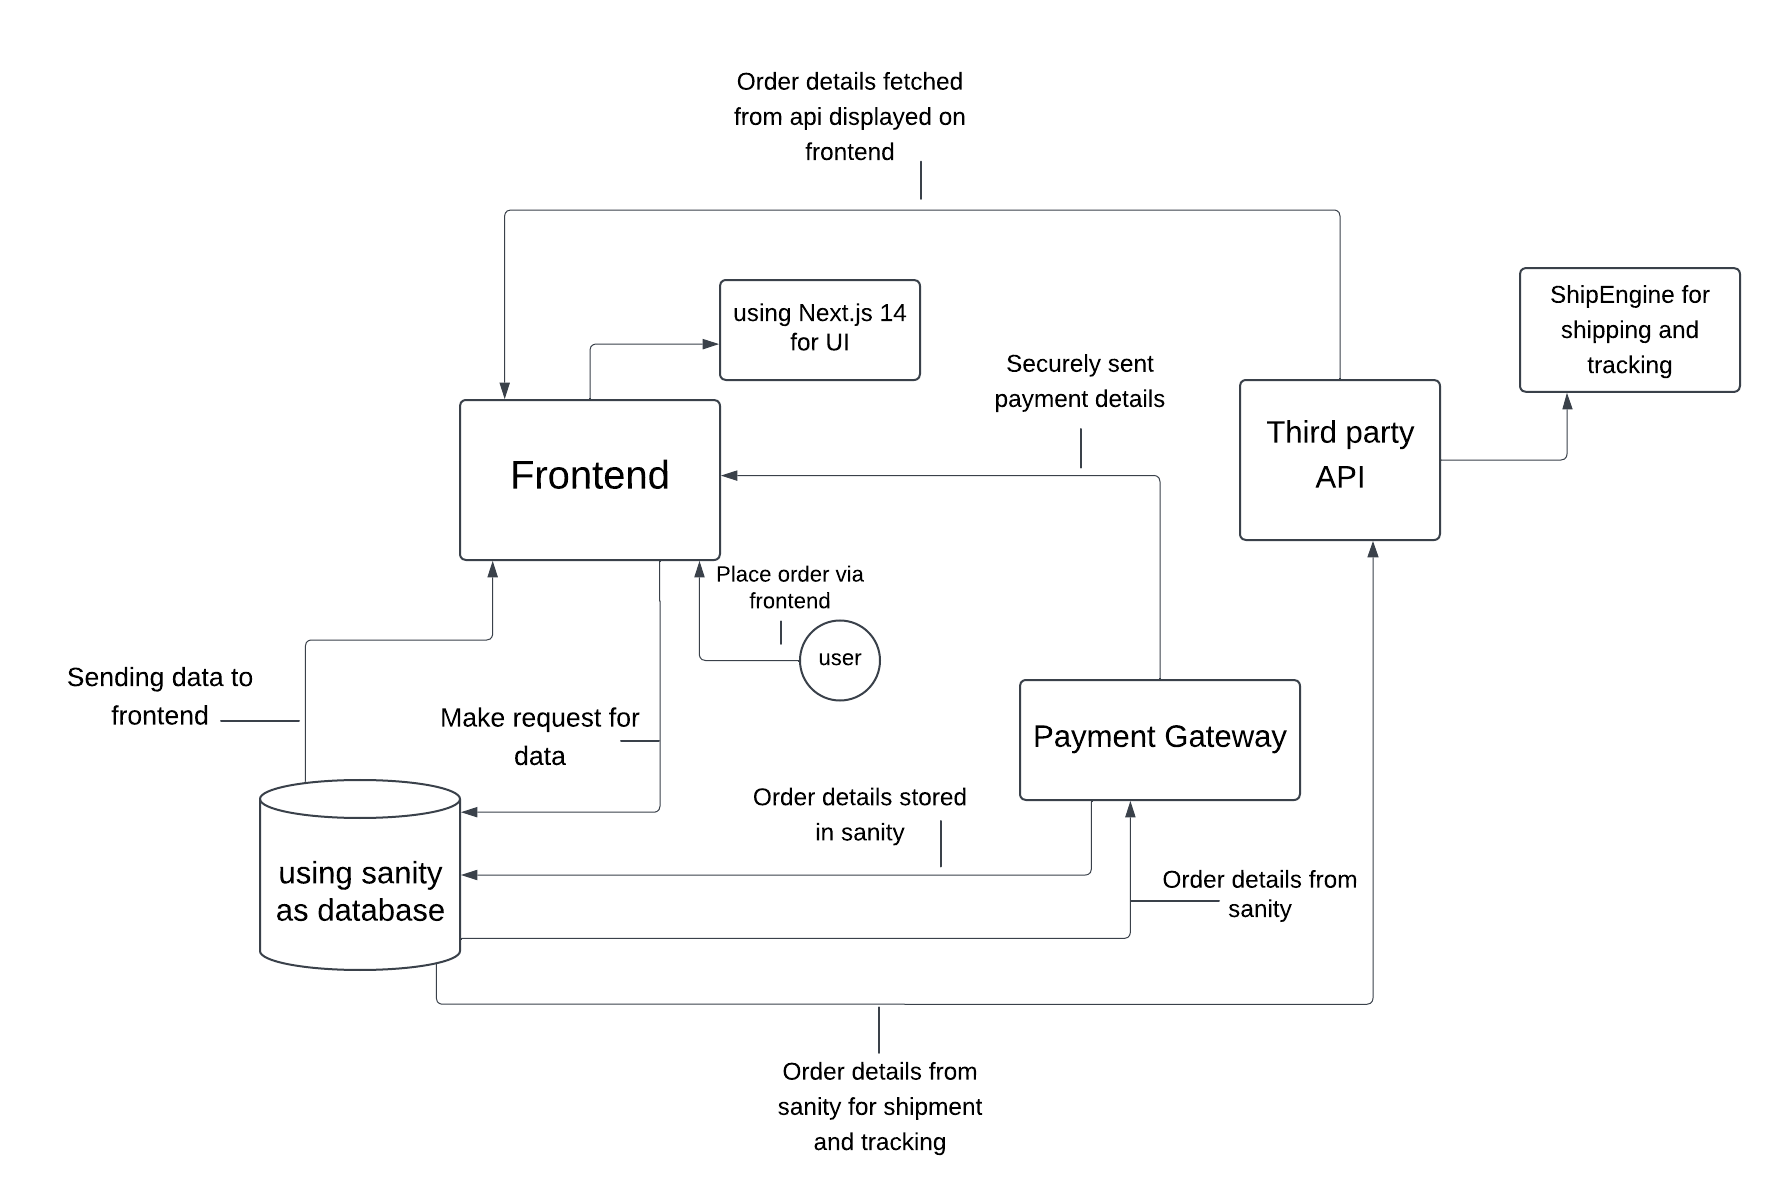 Order details fetched
from api displayed on
frontend
using Next.js 14
for UI
ShipEngine for
shipping and
tracking
Securely sent
payment details
Third party
API
Frontend
Place order via
frontend
user
Sending data to
frontend
Make request for
data
Payment Gateway
Order details stored
in sanity
using sanity
as database
Order details from
sanity
Order details from
sanity for shipment
and tracking